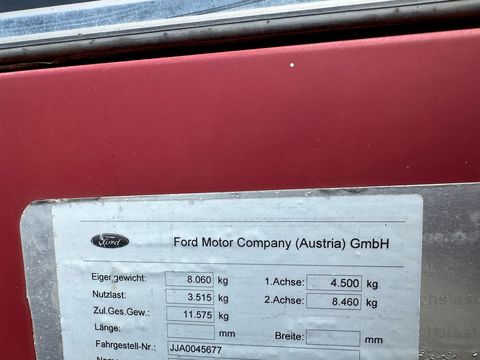 Ford Ford Motor Company (Austria) GmbH
Eigengewicht: 8.060 kg 1.Achse: 4.500 kg
Nutzlast: 3.515 kg 2.Achse: 8.460 kg
Zul.Ges.Gew.: 11.575 kg
Länge: mm Breite: mm
Fahrgestell-Nr.: JJA0045677